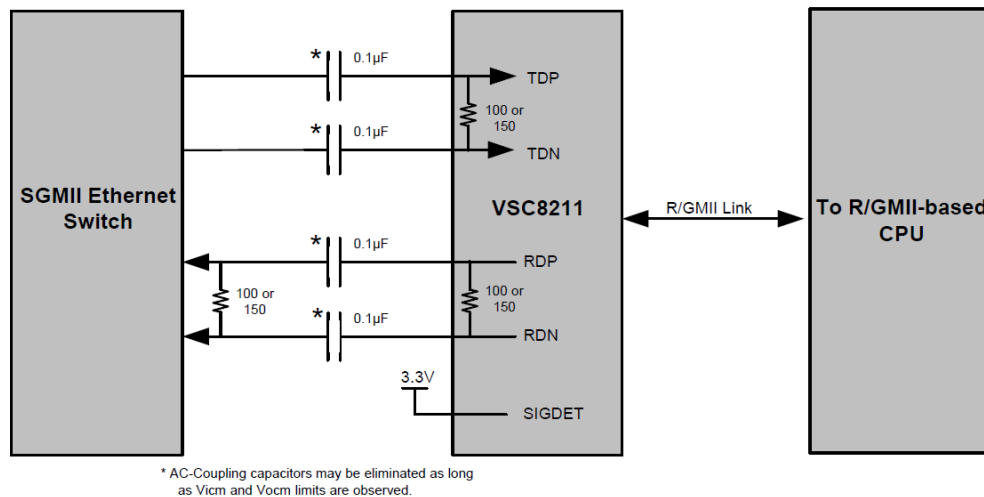 * 0.1µF
TDP
100 or
150
* 0.1µF
TDN
SGMII Ethernet
Switch
VSC8211
R/GMII Link
To R/GMII-based
CPU
* 0.1µF
RDP
100 or
150
100 or
150
* 0.1µF
RDN
3.3V
SIGDET
* AC-Coupling capacitors may be eliminated as long
as Vicm and Vocm limits are observed.